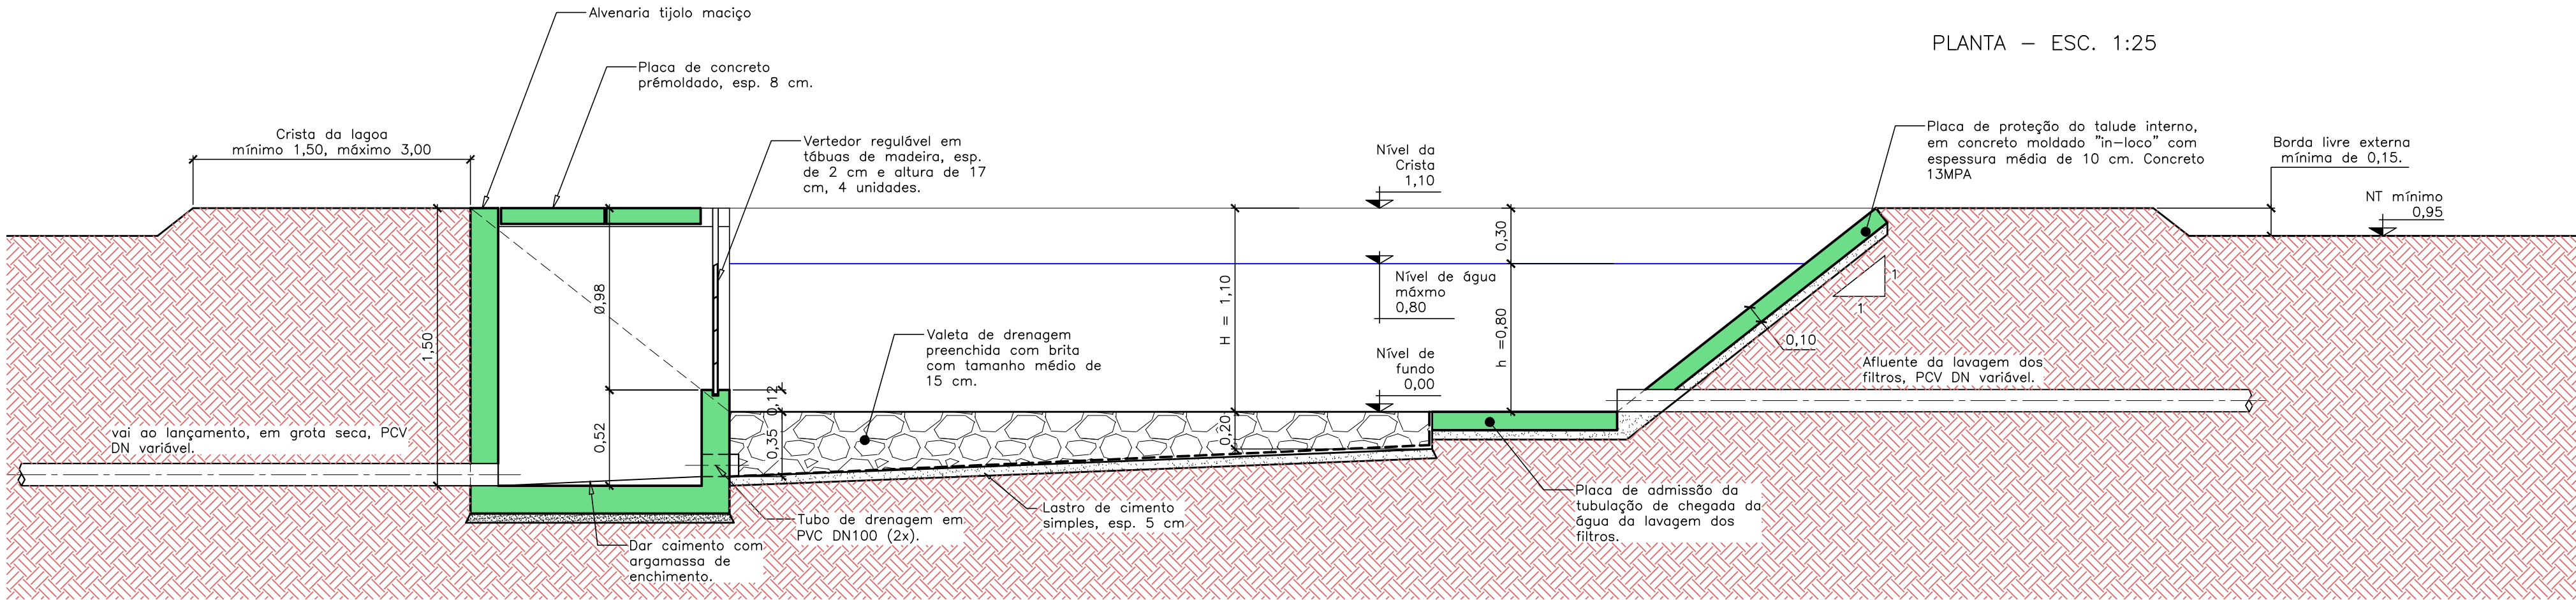 Alvenaria tijolo maciço
PLANTA – ESC. 1:25
Placa de concreto
prémoldado, esp. 8 cm.
Crista da lagoa
mínimo 1,50, máximo 3,00
Vertedor regulável em
tábuas de madeira, esp.
de 2 cm e altura de 17
cm, 4 unidades.
Nível da
Crista
1,10
Placa de proteção do talude interno,
em concreto moldado "in-loco" com
espessura média de 10 cm. Concreto
13MPA
Borda livre externa
mínima de 0,15.
NT mínimo
0,95
0,30
Nível de água
máxmo
0,80
1
1
0,98
H = 1,10
h =0,80
1,50
0,10
Valeta de drenagem
preenchida com brita
com tamanho médio de
15 cm.
Nível de
fundo
0,00
Afluente da lavagem dos
filtros, PCV DN variável.
0,12
0,52
0,35
0,20
vai ao lançamento, em grota seca, PCV
DN variável.
Placa de admissão da
tubulação de chegada da
água da lavagem dos
filtros.
Lastro de cimento
simples, esp. 5 cm
Tubo de drenagem em
PVC DN100 (2x).
Dar caimento com
argamassa de
enchimento.